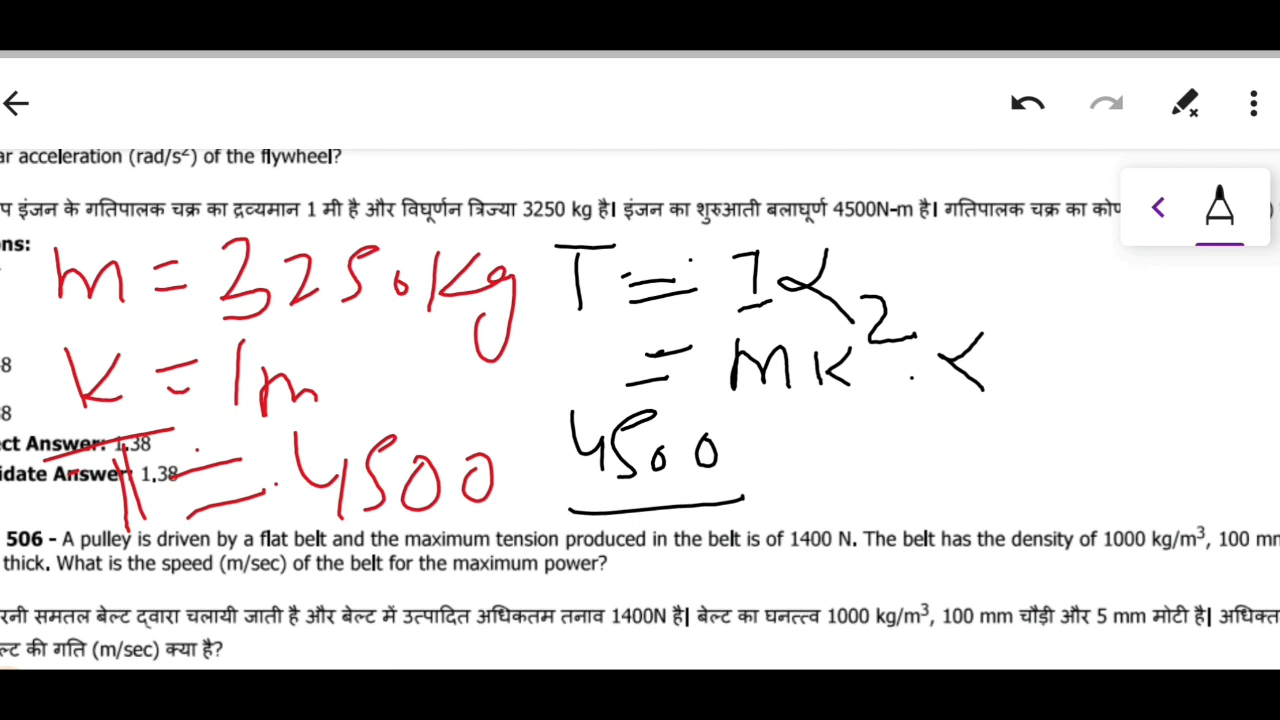 ar acceleration (rad/s²) of the flywheel?
प इंजन के गतिपालक चक्र का द्रव्यमान 1 मी है और विघूर्णन त्रिज्या 3250 kg है। इंजन का शुरुआती बलाघूर्ण 4500N-m है। गतिपालक चक्र का कोण
ns:
m = 3250kg
T = Iα
-8
k = 1m
= mk². α
8
T = 4500
4500
ct Answer: 1.38
idate Answer: 1.38
506 - A pulley is driven by a flat belt and the maximum tension produced in the belt is of 1400 N. The belt has the density of 1000 kg/m³, 100 mm
thick. What is the speed (m/sec) of the belt for the maximum power?
रनी समतल बेल्ट द्वारा चलायी जाती है और बेल्ट में उत्पादित अधिकतम तनाव 1400N है| बेल्ट का घनत्त्व 1000 kg/m³, 100 mm चौड़ी और 5 mm मोटी है| अधिकत
ल्ट की गति (m/sec) क्या है?